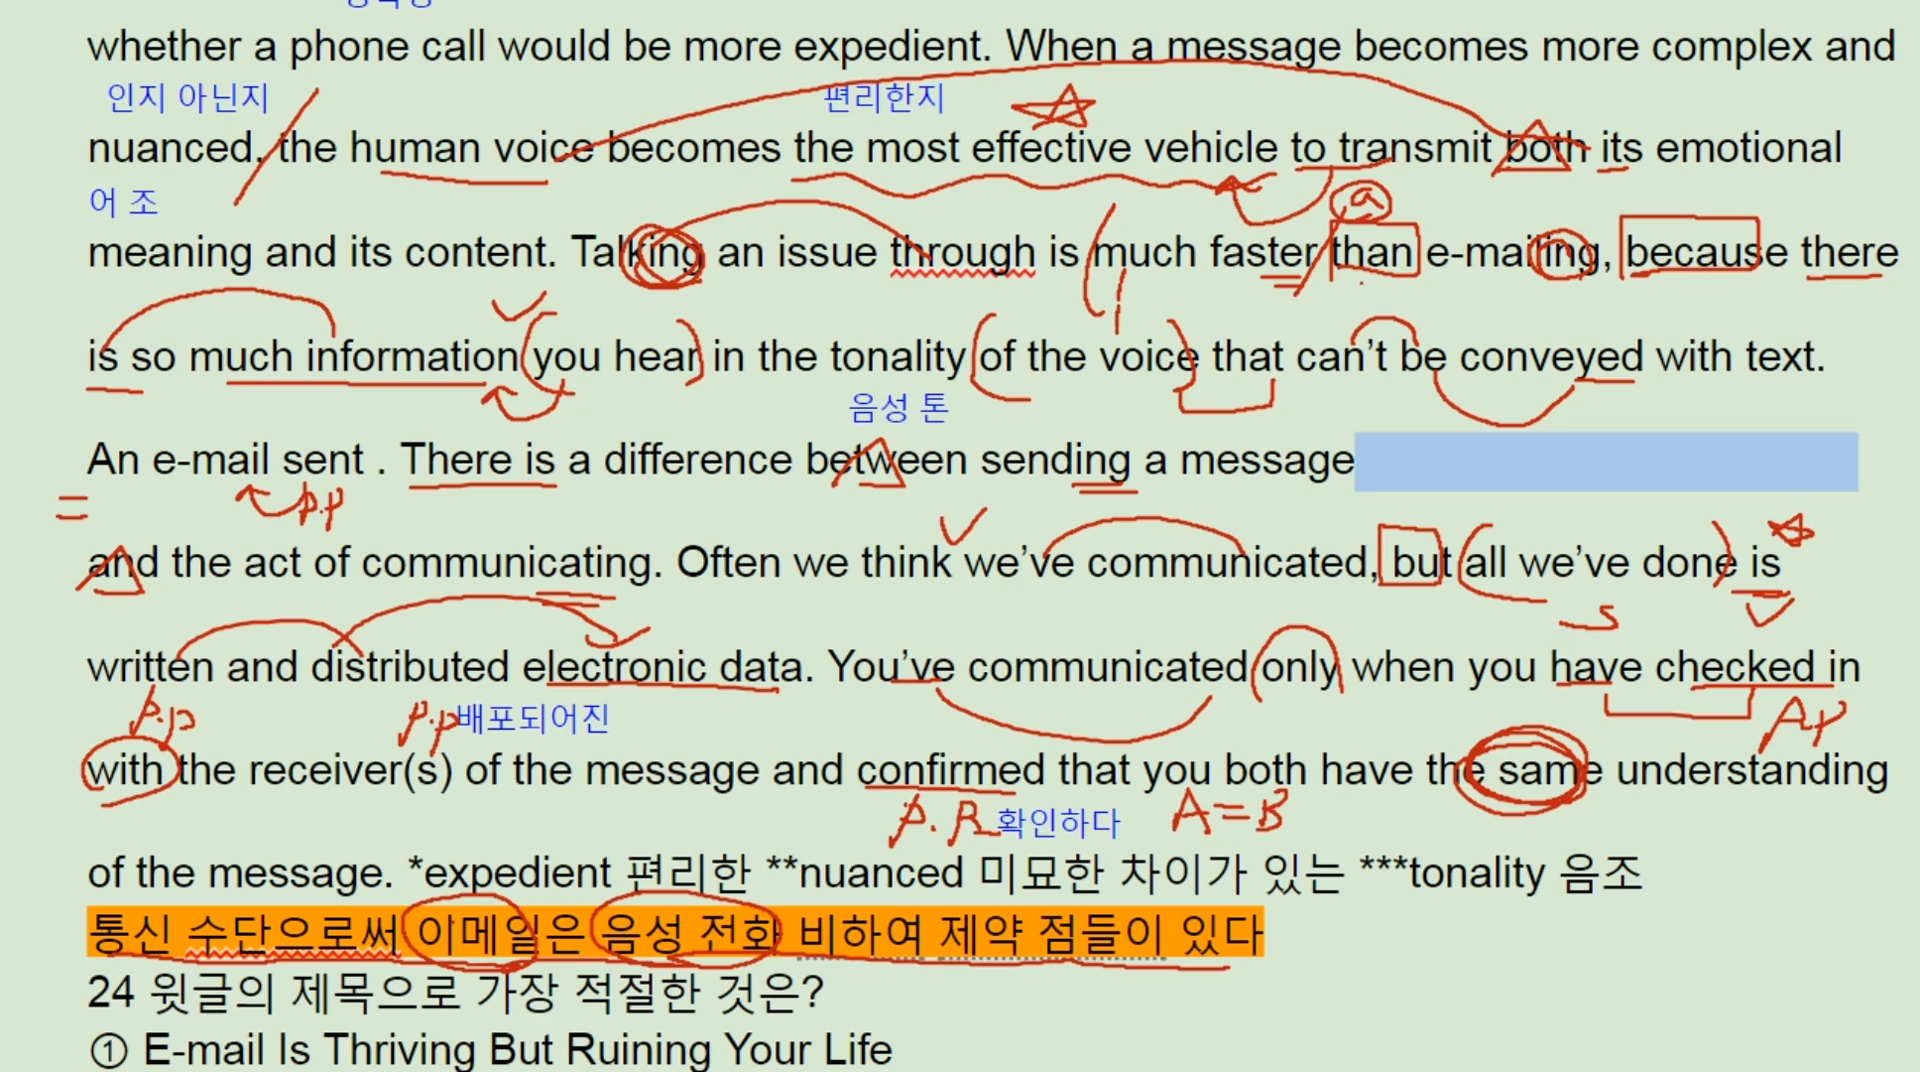 whether a phone call would be more expedient. When a message becomes more complex and
인지 아닌지 편리한지
nuanced, the human voice becomes the most effective vehicle to transmit both its emotional
어 조 a
meaning and its content. Talking an issue through is much faster than e-mailing, because there
is so much information you hear in the tonality of the voice that can't be conveyed with text.
음성 톤
An e-mail sent . There is a difference between sending a message
p.p
and the act of communicating. Often we think we've communicated, but all we've done is
S V
written and distributed electronic data. You've communicated only when you have checked in
p.p p.p 배포되어진
with the receiver(s) of the message and confirmed that you both have the same understanding
p.R 확인하다 A=B
of the message. *expedient 편리한 **nuanced 미묘한 차이가 있는 ***tonality 음조
통신 수단으로써 이메일은 음성 전화 비하여 제약 점들이 있다
24 윗글의 제목으로 가장 적절한 것은?
① E-mail Is Thriving But Ruining Your Life